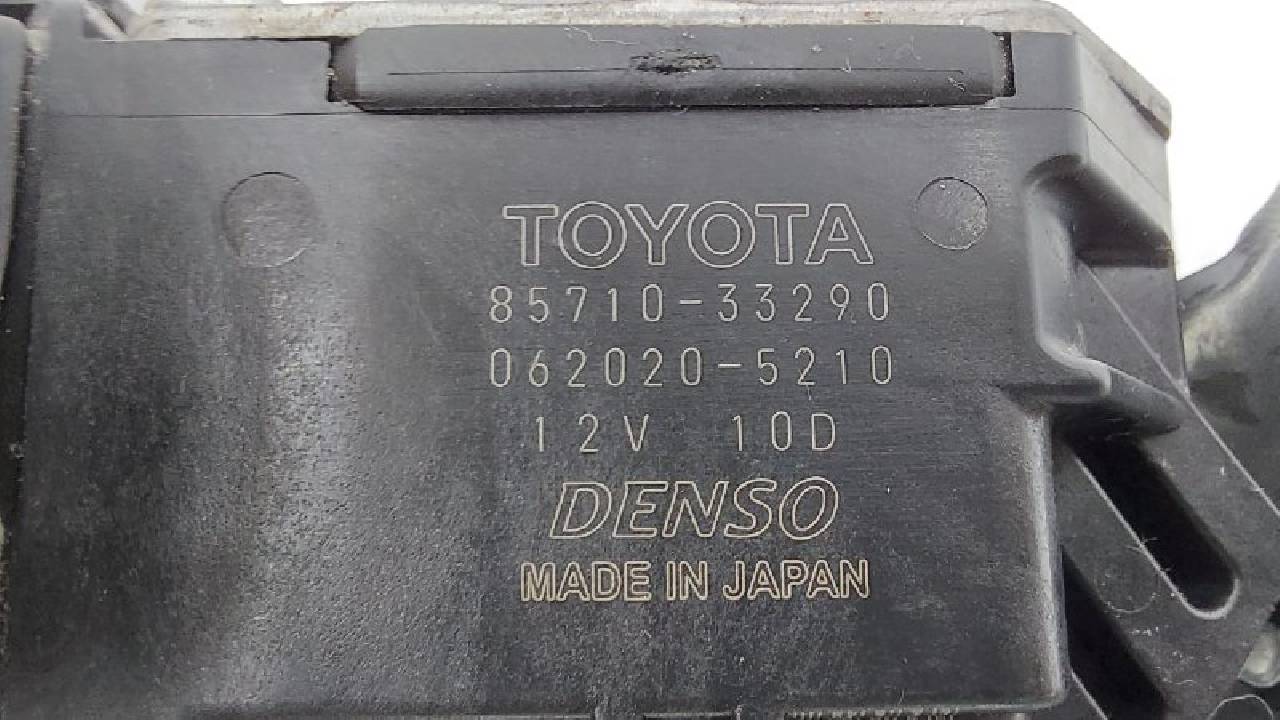 TOYOTA
85710-33290
062020-5210
12V 10D
DENSO
MADE IN JAPAN